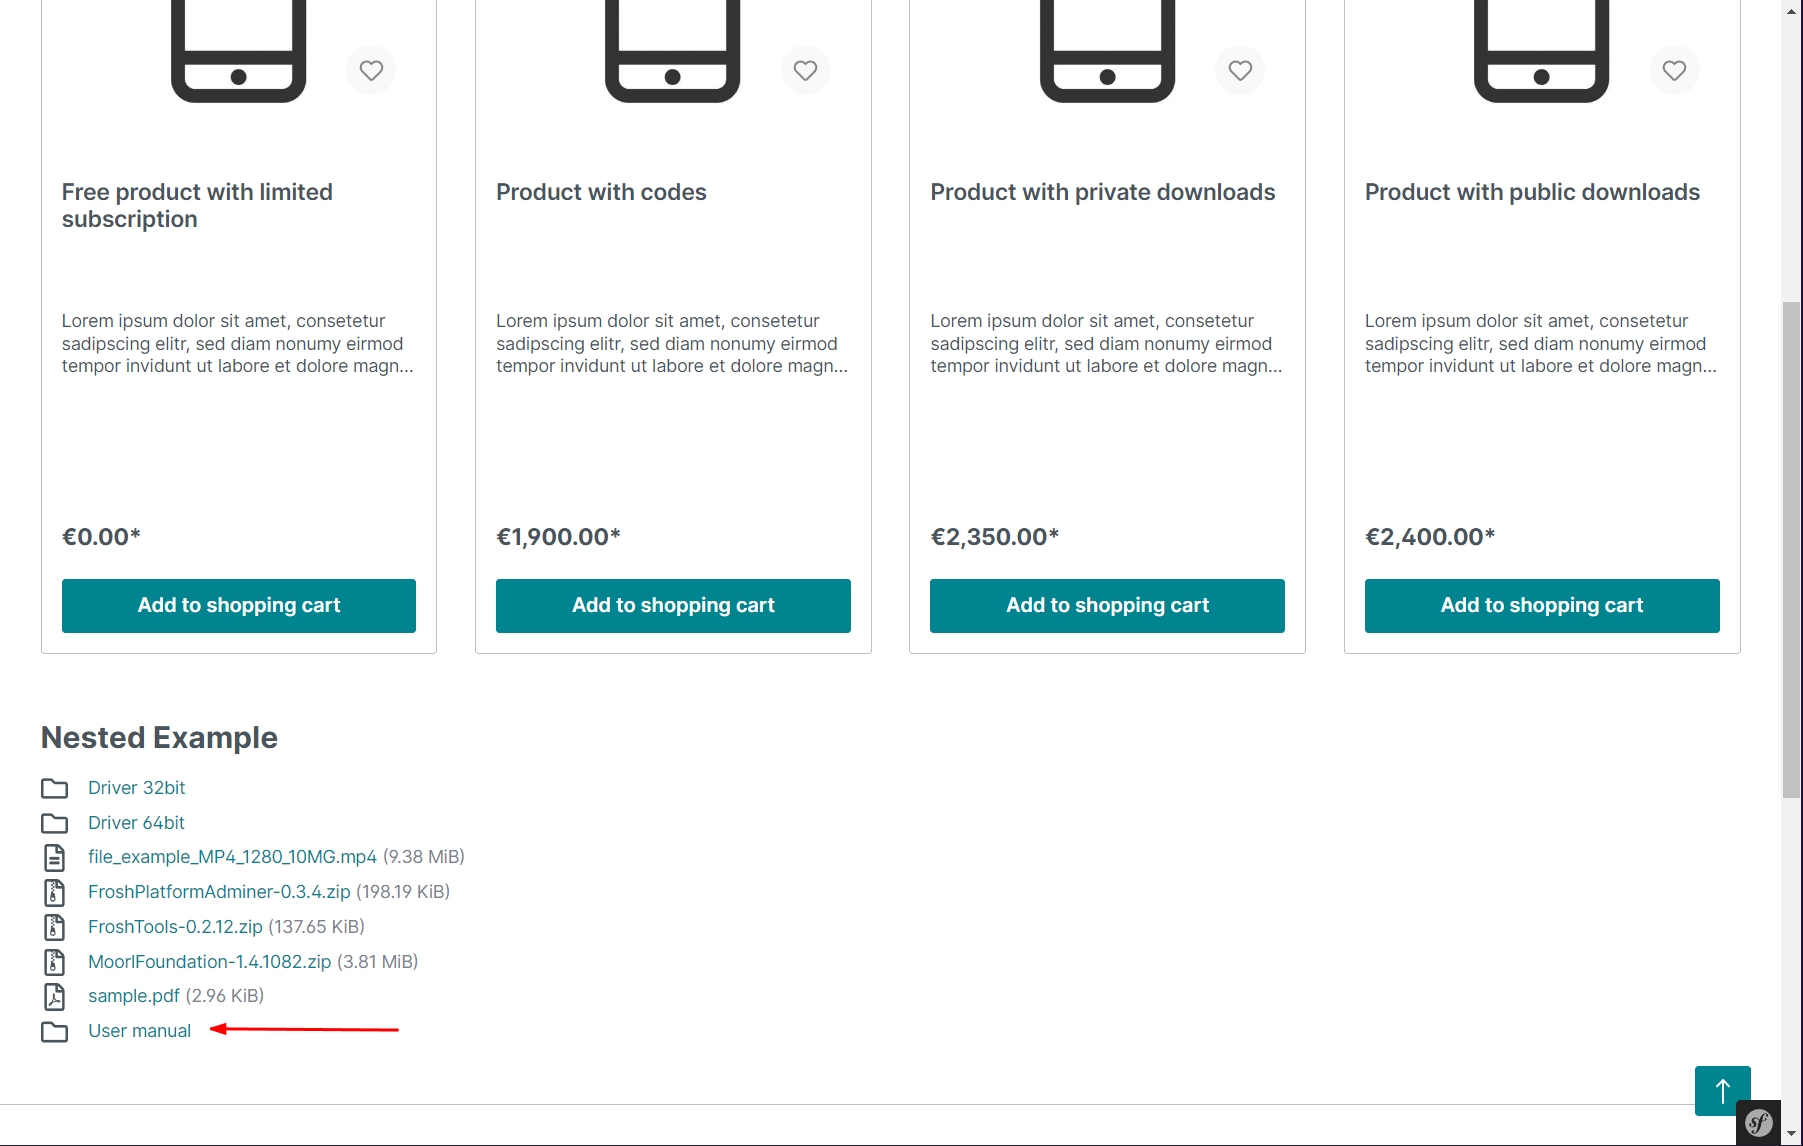 Free product with limited
subscription
Lorem ipsum dolor sit amet, consetetur
sadipscing elitr, sed diam nonumy eirmod
tempor invidunt ut labore et dolore magn...
€0.00*
Add to shopping cart
Product with codes
Lorem ipsum dolor sit amet, consetetur
sadipscing elitr, sed diam nonumy eirmod
tempor invidunt ut labore et dolore magn...
€1,900.00*
Add to shopping cart
Product with private downloads
Lorem ipsum dolor sit amet, consetetur
sadipscing elitr, sed diam nonumy eirmod
tempor invidunt ut labore et dolore magn...
€2,350.00*
Add to shopping cart
Product with public downloads
Lorem ipsum dolor sit amet, consetetur
sadipscing elitr, sed diam nonumy eirmod
tempor invidunt ut labore et dolore magn...
€2,400.00*
Add to shopping cart
Nested Example
Driver 32bit
Driver 64bit
file_example_MP4_1280_10MG.mp4 (9.38 MiB)
FroshPlatformAdminer-0.3.4.zip (198.19 KiB)
FroshTools-0.2.12.zip (137.65 KiB)
MoorlFoundation-1.4.1082.zip (3.81 MiB)
sample.pdf (2.96 KiB)
User manual
sf